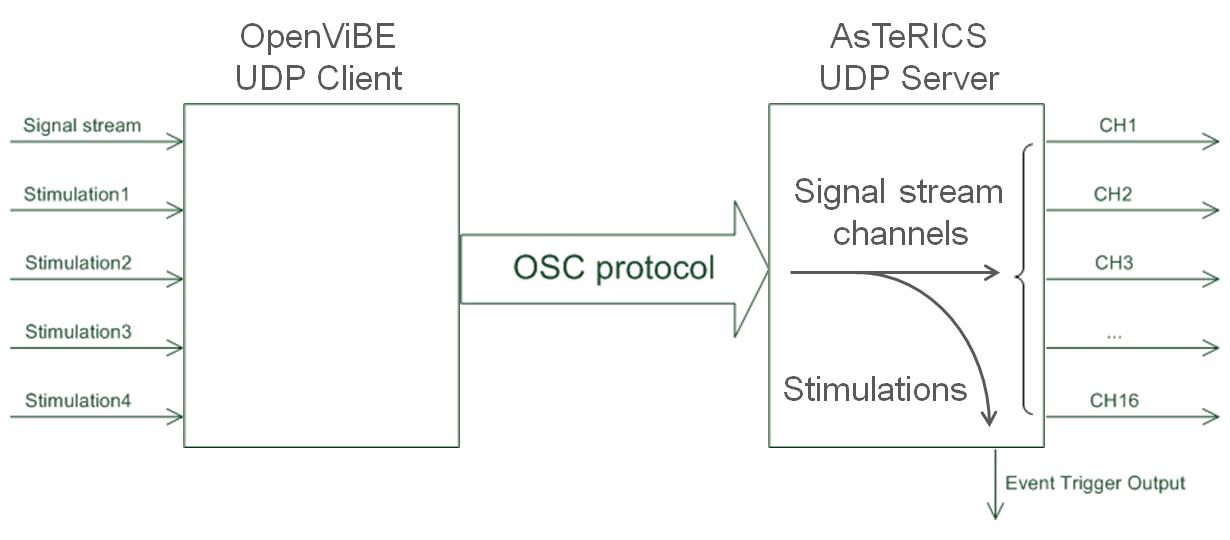 OpenViBE
UDP Client
AsTeRICS
UDP Server
Signal stream
Stimulation1
Stimulation2
Stimulation3
Stimulation4
OSC protocol
Signal stream
channels
Stimulations
CH1
CH2
CH3
...
CH16
Event Trigger Output